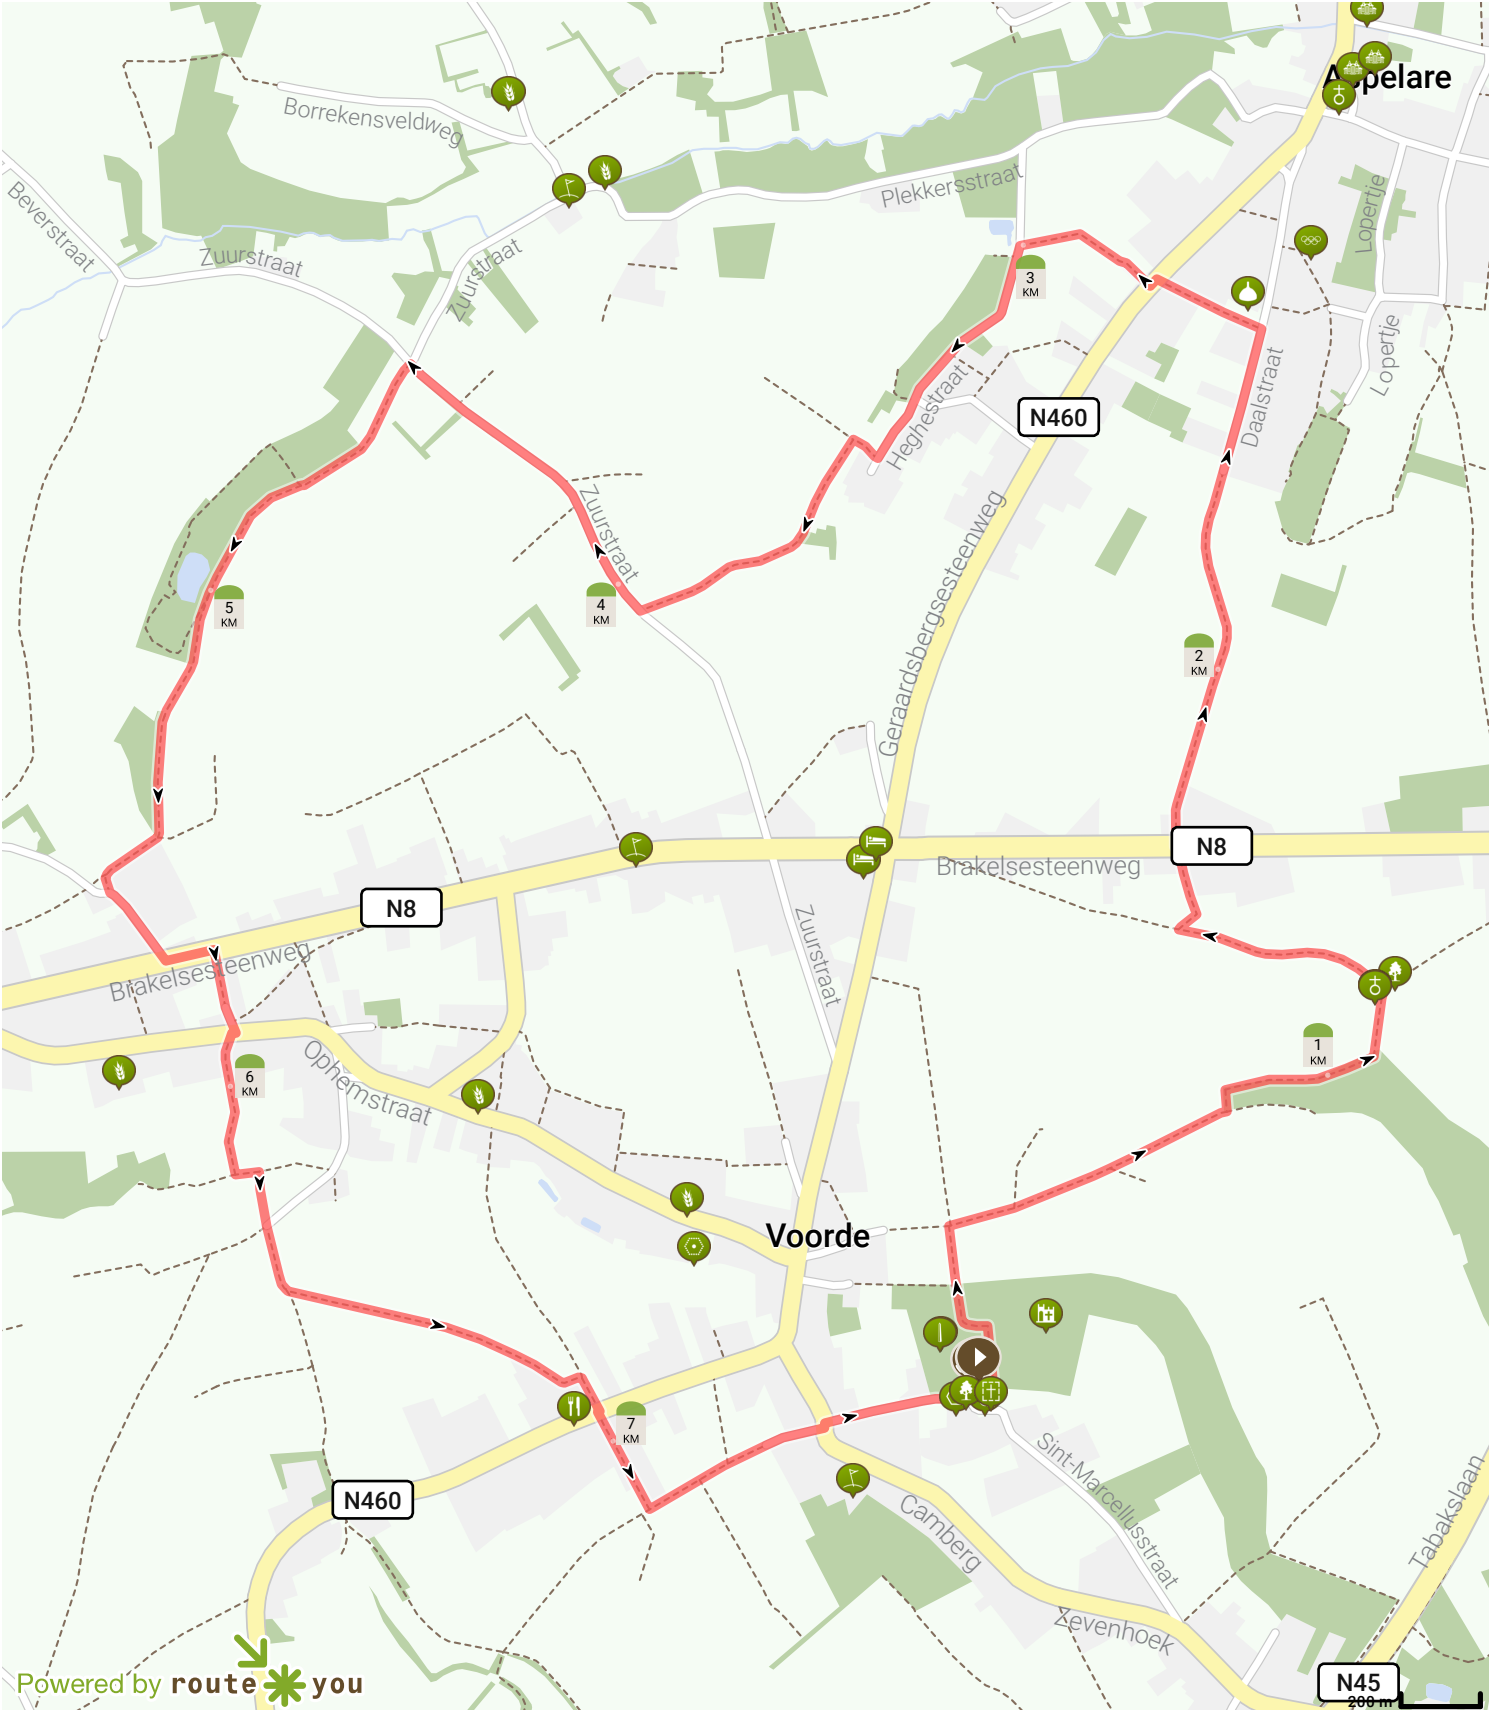 Appelare
Borrekensveldweg
Beverstraat
Plekkersstraat
Lopertje
Zuurstraat
Zuurstraat
3
KM
Lopertje
Daalstraat
Heghestraat
N460
Zuurstraat
Geraardsbergsesteenweg
4
KM
5
KM
2
KM
N8
Brakelsesteenweg
N8
Zuurstraat
Brakelsesteenweg
1
KM
6
KM
Ophemstraat
Voorde
7
KM
Sint-Marcellusstraat
N460
Camberg
Tabakslaan
Zevenhoek
Powered by route you
N45
200 m